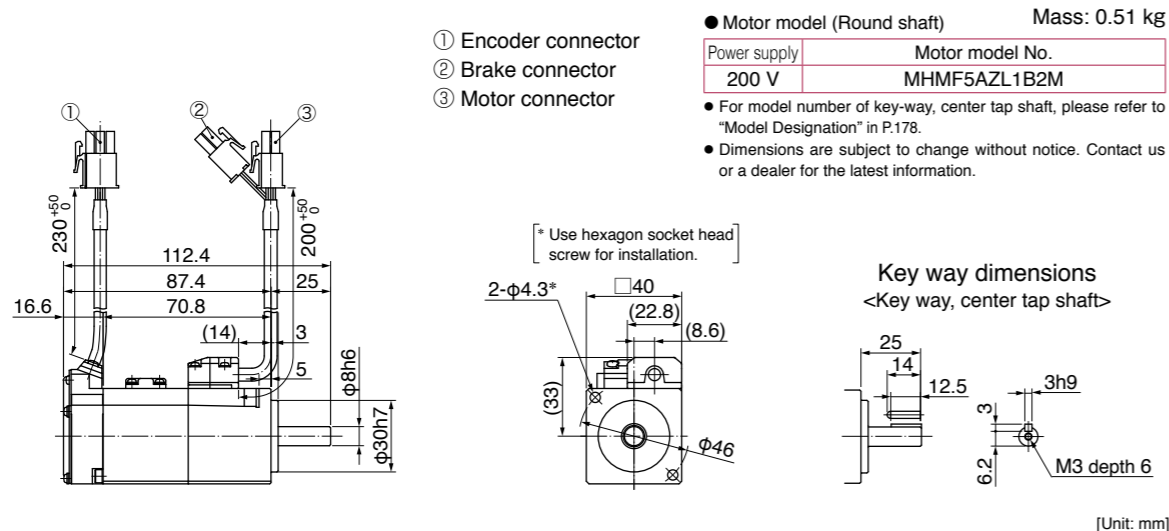 ① Encoder connector
② Brake connector
③ Motor connector
● Motor model (Round shaft) Mass: 0.51 kg
Power supply Motor model No.
200 V MHMF5AZL1B2M
● For model number of key-way, center tap shaft, please refer to
“Model Designation” in P.178.
● Dimensions are subject to change without notice. Contact us
or a dealer for the latest information.
① ② ③
230 +50 0
200 +50 0
112.4
87.4 25
16.6 70.8
(14) 3
5
φ8h6
φ30h7
[* Use hexagon socket head
screw for installation.]
2-φ4.3* □40
(22.8)
(8.6)
(33)
φ46
Key way dimensions
<Key way, center tap shaft>
25
14
12.5
3h9
3
6.2
M3 depth 6
[Unit: mm]